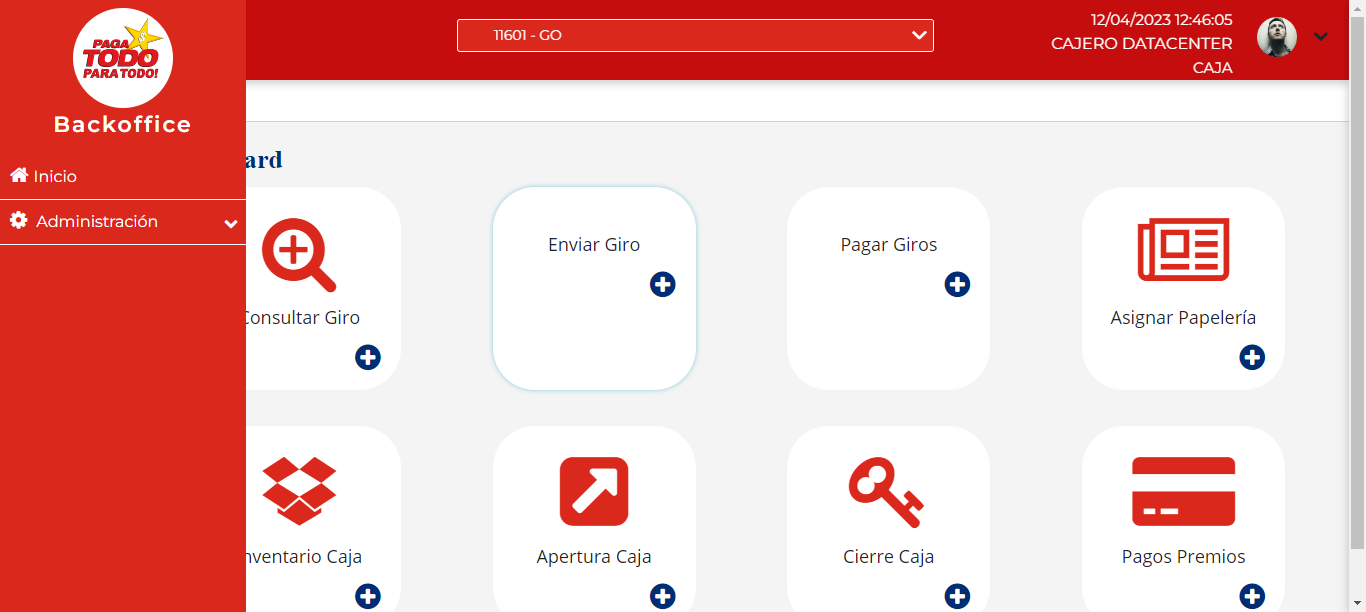 PAGA
TODO
PARA TODO!
Backoffice
Inicio
Administración
11601 - GO
12/04/2023 12:46:05
CAJERO DATACENTER
CAJA
ard
Consultar Giro
Enviar Giro
Pagar Giros
Asignar Papelería
nventario Caja
Apertura Caja
Cierre Caja
Pagos Premios